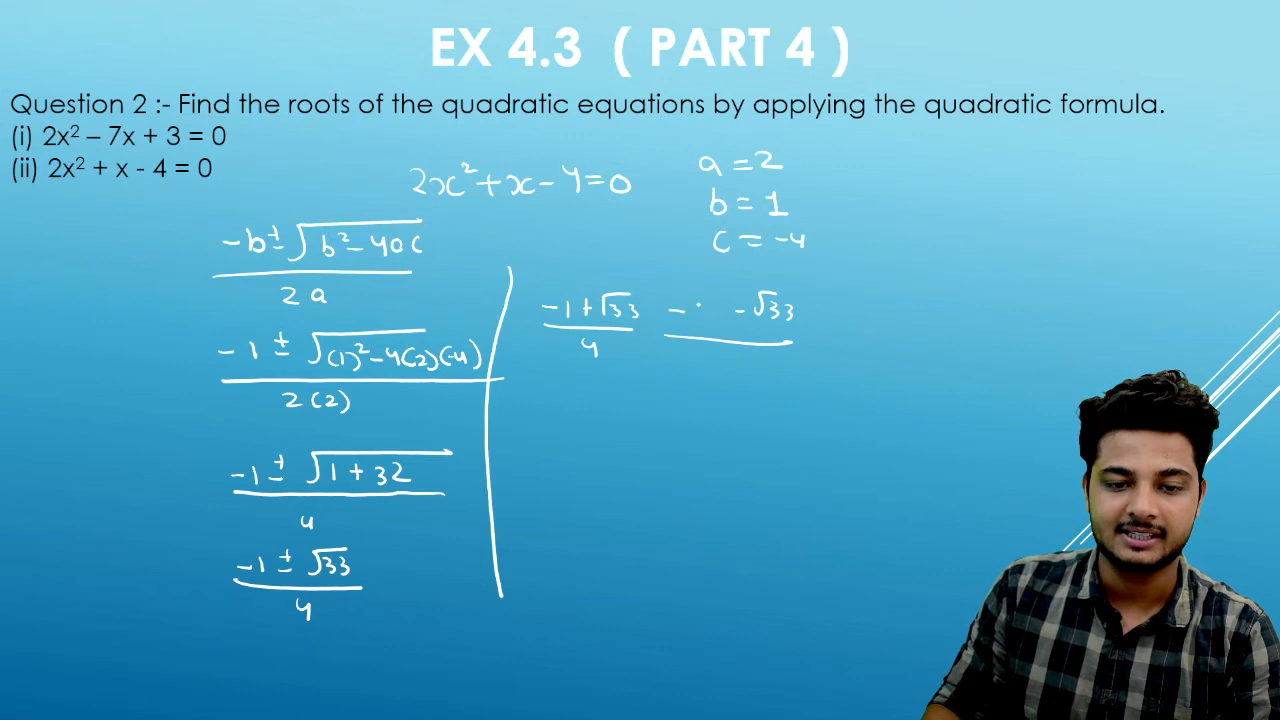 EX 4.3 ( PART 4 )
Question 2 :- Find the roots of the quadratic equations by applying the quadratic formula.
(i) 2x² – 7x + 3 = 0
(ii) 2x² + x - 4 = 0
2x²+x-4=0
a=2
b=1
c=-4
-b±√b²-4ac
2a
-1±√(1)²-4(2)(-4)
2(2)
-1±√1+32
4
-1±√33
4
-1+√33
4
- -√33